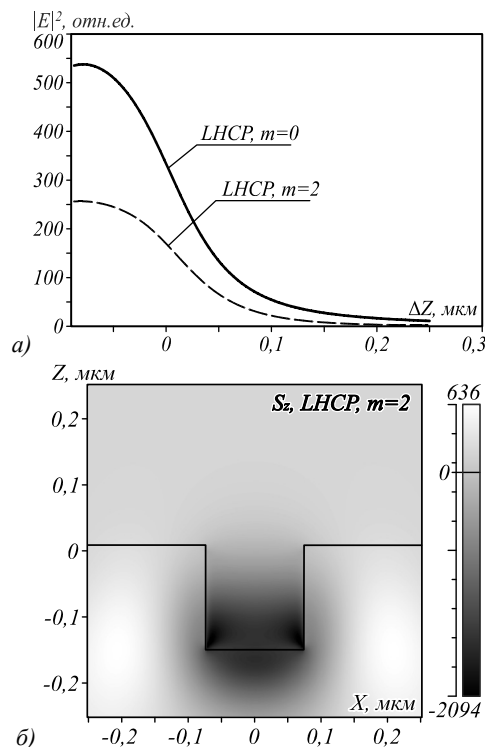 |E|², отн.ед.
600
500
400
300
200
100
0
LHCP, m=0
LHCP, m=2
ΔZ, мкм
0 0,1 0,2 0,3
а)
Z, мкм
Sz, LHCP, m=2
0,2
0,1
0
-0,1
-0,2
X, мкм
-0,2 -0,1 0 0,1 0,2
636
0
-2094
б)